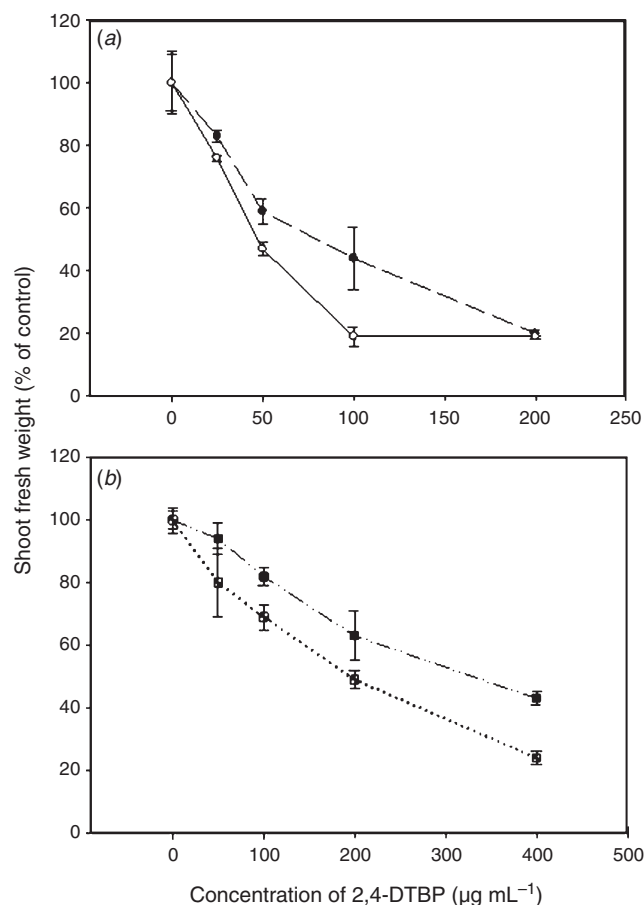 (a)
120
100
80
60
40
20
0
0 50 100 150 200 250
Shoot fresh weight (% of control)
(b)
120
100
80
60
40
20
0
0 100 200 300 400 500
Concentration of 2,4-DTBP (µg mL⁻¹)